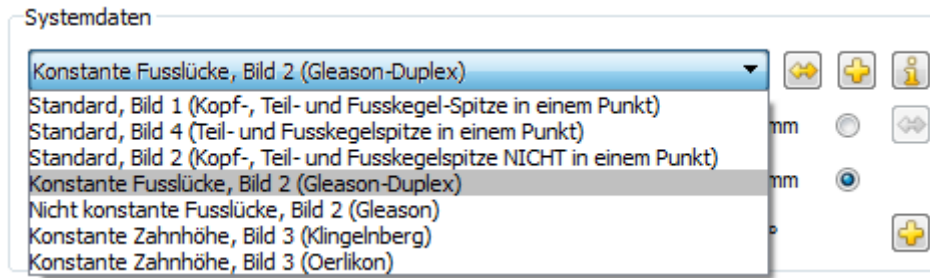 Systemdaten
Konstante Fusslücke, Bild 2 (Gleason-Duplex)
Standard, Bild 1 (Kopf-, Teil- und Fusskegel-Spitze in einem Punkt)
Standard, Bild 4 (Teil- und Fusskegelspitze in einem Punkt)
mm
Standard, Bild 2 (Kopf-, Teil- und Fusskegelspitze NICHT in einem Punkt)
Konstante Fusslücke, Bild 2 (Gleason-Duplex)
mm
Nicht konstante Fusslücke, Bild 2 (Gleason)
Konstante Zahnhöhe, Bild 3 (Klingelnberg)
°
Konstante Zahnhöhe, Bild 3 (Oerlikon)